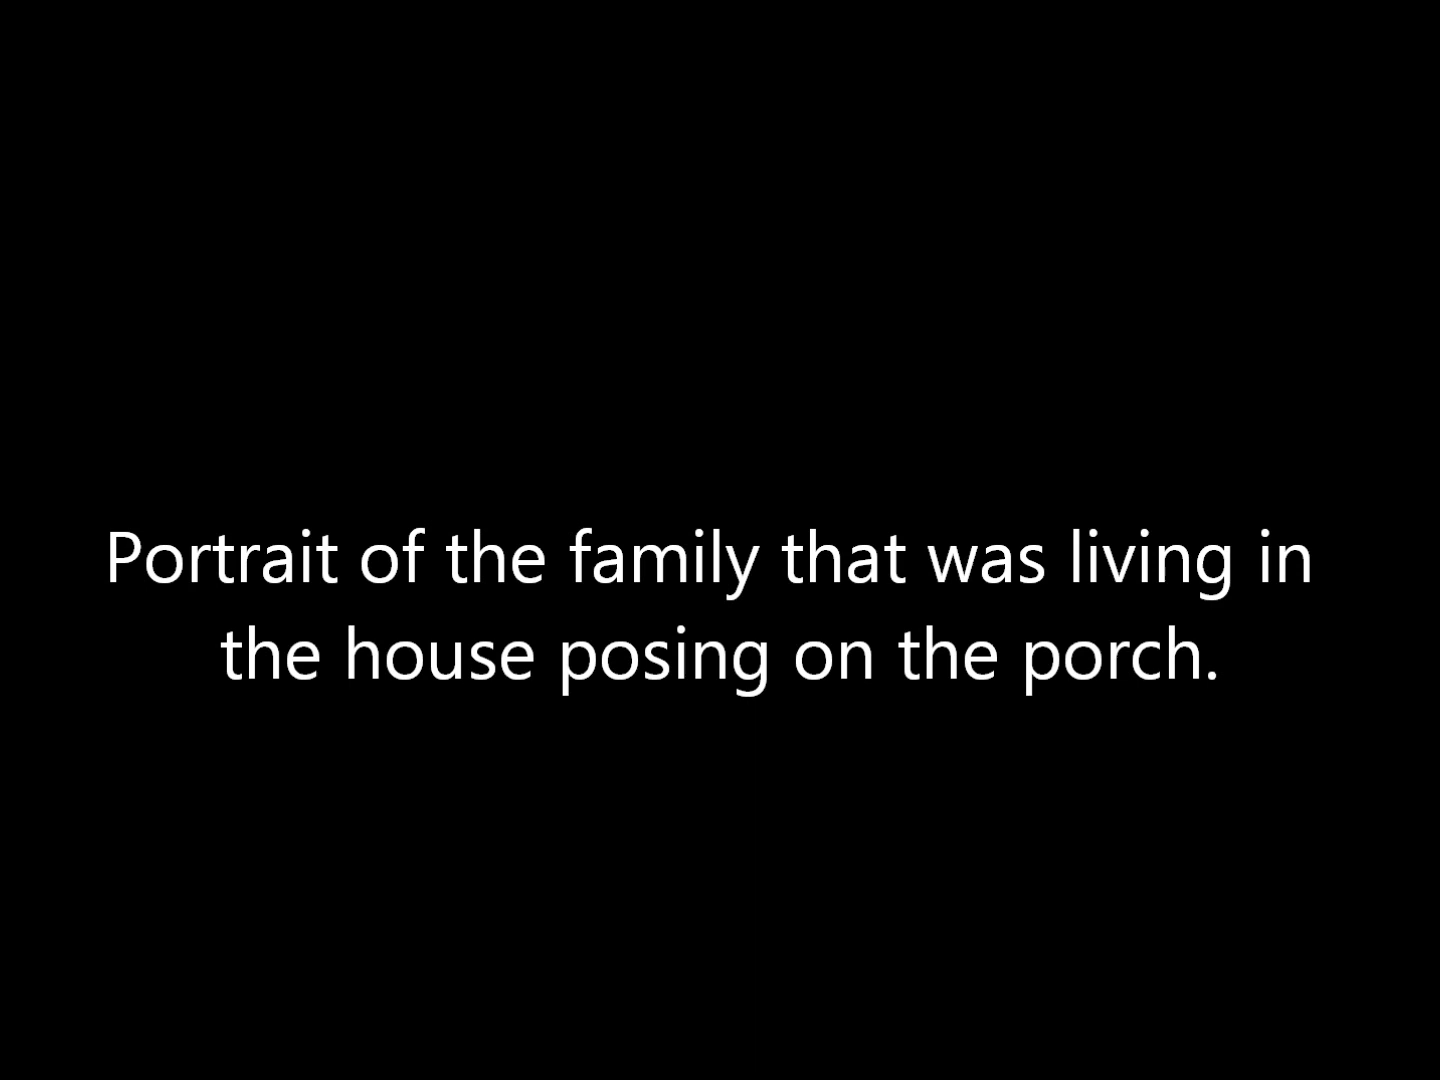 Portrait of the family that was living in
the house posing on the porch.